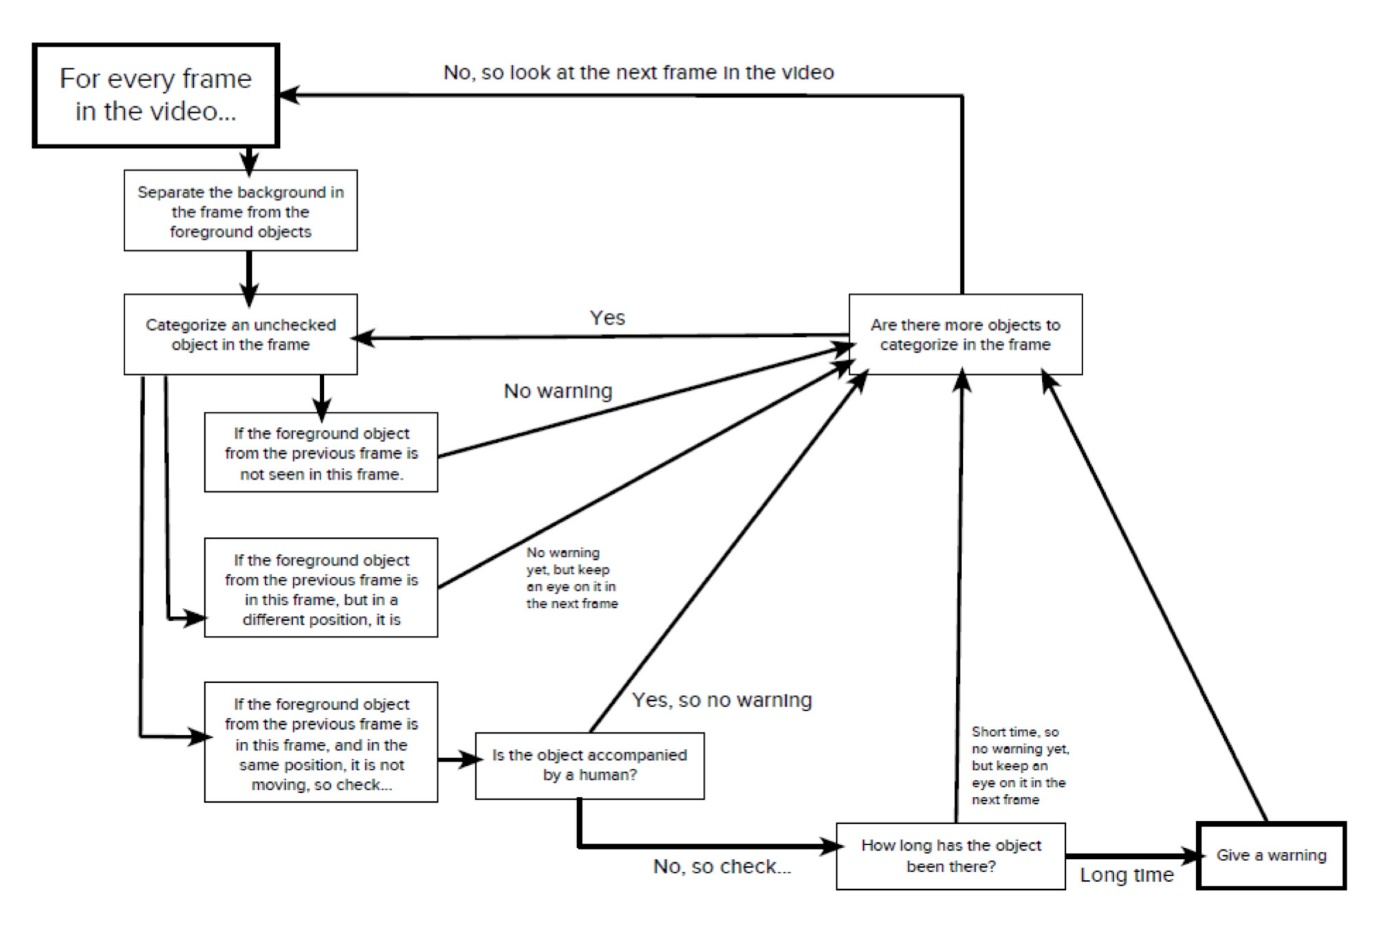 For every frame
in the video...
No, so look at the next frame in the video
Separate the background in
the frame from the
foreground objects
Categorize an unchecked
object in the frame
Yes
Are there more objects to
categorize in the frame
No warning
If the foreground object
from the previous frame is
not seen in this frame.
If the foreground object
from the previous frame is
in this frame, but in a
different position, it is
No warning
yet, but keep
an eye on it in
the next frame
If the foreground object
from the previous frame is
in this frame, and in the
same position, it is not
moving, so check...
Yes, so no warning
Is the object accompanied
by a human?
Short time, so
no warning yet,
but keep an
eye on it in the
next frame
No, so check...
How long has the object
been there?
Long time
Give a warning